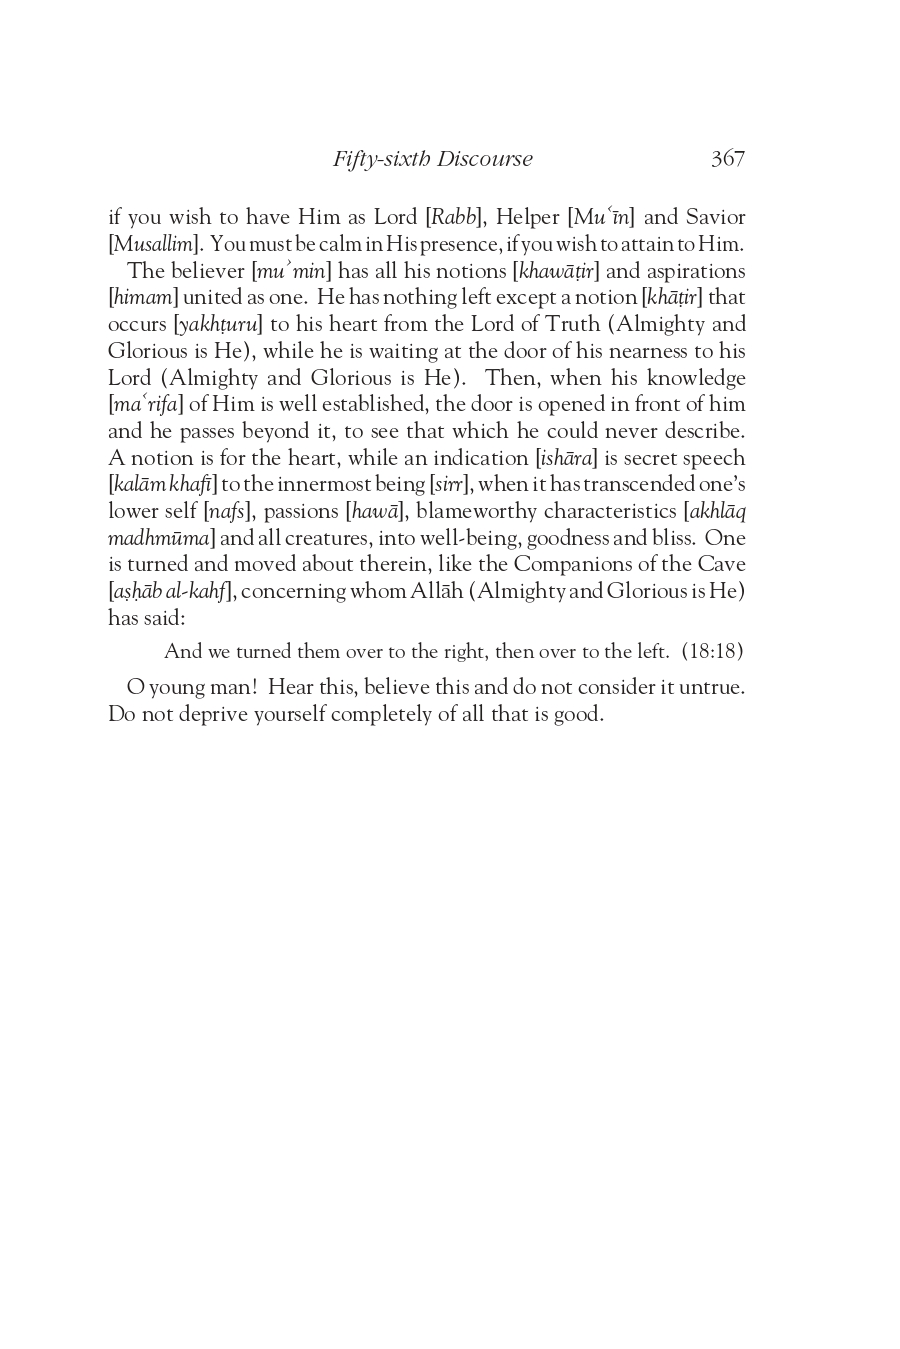 Fifty-sixth Discourse 367
if you wish to have Him as Lord [Rabb], Helper [Muʿīn] and Savior
[Musallim]. You must be calm in His presence, if you wish to attain to Him.
The believer [muʾmin] has all his notions [khawāṭir] and aspirations
[himam] united as one. He has nothing left except a notion [khāṭir] that
occurs [yakhṭuru] to his heart from the Lord of Truth (Almighty and
Glorious is He), while he is waiting at the door of his nearness to his
Lord (Almighty and Glorious is He). Then, when his knowledge
[maʿrifa] of Him is well established, the door is opened in front of him
and he passes beyond it, to see that which he could never describe.
A notion is for the heart, while an indication [ishāra] is secret speech
[kalām khafī] to the innermost being [sirr], when it has transcended one's
lower self [nafs], passions [hawā], blameworthy characteristics [akhlāq
madhmūma] and all creatures, into well-being, goodness and bliss. One
is turned and moved about therein, like the Companions of the Cave
[aṣḥāb al-kahf], concerning whom Allāh (Almighty and Glorious is He)
has said:
And we turned them over to the right, then over to the left. (18:18)
O young man! Hear this, believe this and do not consider it untrue.
Do not deprive yourself completely of all that is good.